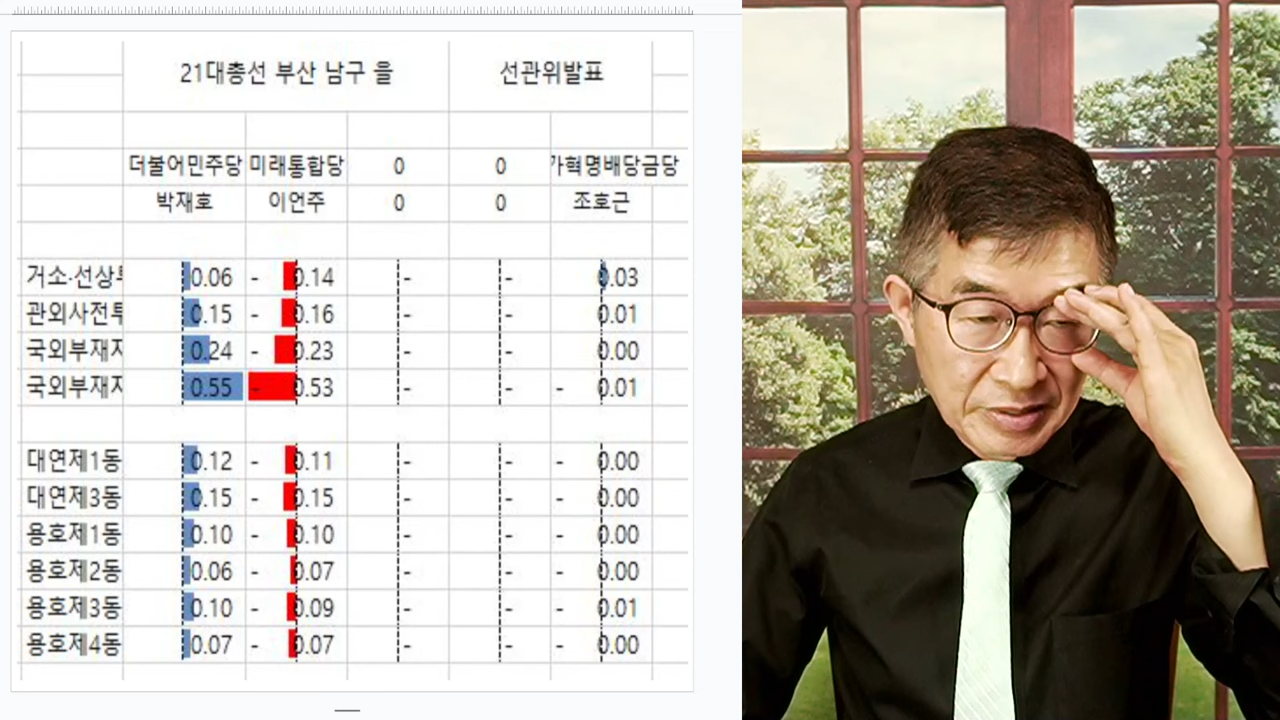 21대총선 부산 남구 을 선관위발표
더불어민주당 미래통합당 0 0 가혁명배당금당
박재호 이언주 0 0 조호근
거소·선상투 0.06 - 0.14 - - 0.03
관외사전투 0.15 - 0.16 - - 0.01
국외부재자 0.24 - 0.23 - - 0.00
국외부재자 0.55 - 0.53 - - - 0.01
대연제1동 0.12 - 0.11 - - - 0.00
대연제3동 0.15 - 0.15 - - - 0.00
용호제1동 0.10 - 0.10 - - - 0.00
용호제2동 0.06 - 0.07 - - - 0.00
용호제3동 0.10 - 0.09 - - - 0.01
용호제4동 0.07 - 0.07 - - - 0.00